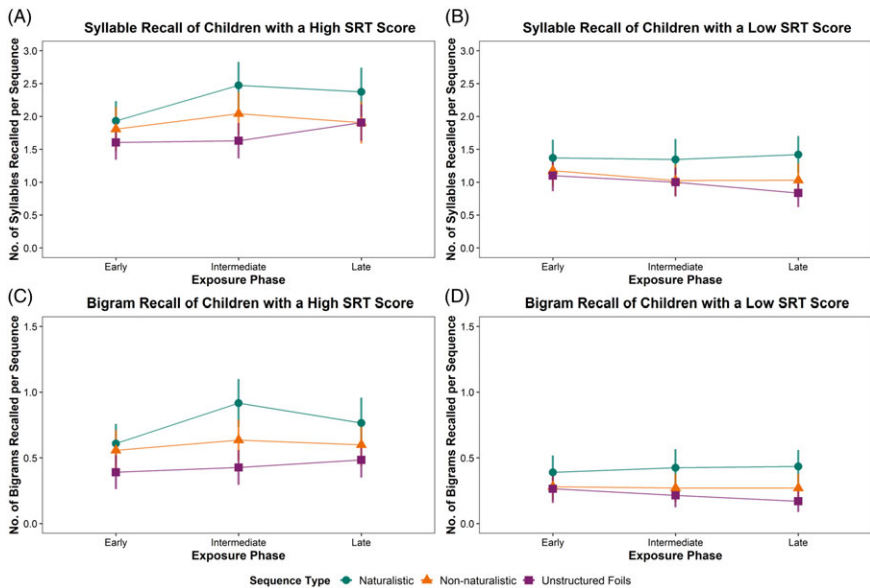 (A)
Syllable Recall of Children with a High SRT Score
No. of Syllables Recalled per Sequence
3.0
2.5
2.0
1.5
1.0
0.5
0.0
Early
Intermediate
Late
Exposure Phase
(B)
Syllable Recall of Children with a Low SRT Score
No. of Syllables Recalled per Sequence
3.0
2.5
2.0
1.5
1.0
0.5
0.0
Early
Intermediate
Late
Exposure Phase
(C)
Bigram Recall of Children with a High SRT Score
No. of Bigrams Recalled per Sequence
1.5
1.0
0.5
0.0
Early
Intermediate
Late
Exposure Phase
(D)
Bigram Recall of Children with a Low SRT Score
No. of Bigrams Recalled per Sequence
1.5
1.0
0.5
0.0
Early
Intermediate
Late
Exposure Phase
Sequence Type Naturalistic Non-naturalistic Unstructured Foils